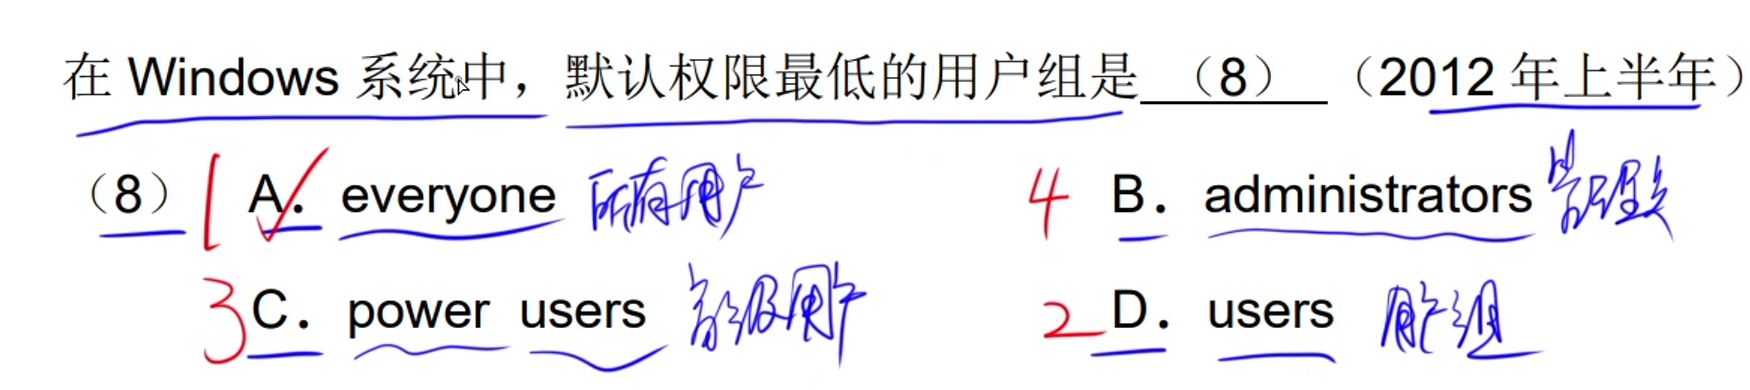 在 Windows 系统中，默认权限最低的用户组是 （8） （2012 年上半年）
（8） 1 A． everyone 所有用户 4 B． administrators 管理员
3 C． power users 高级用户 2 D． users 用户组